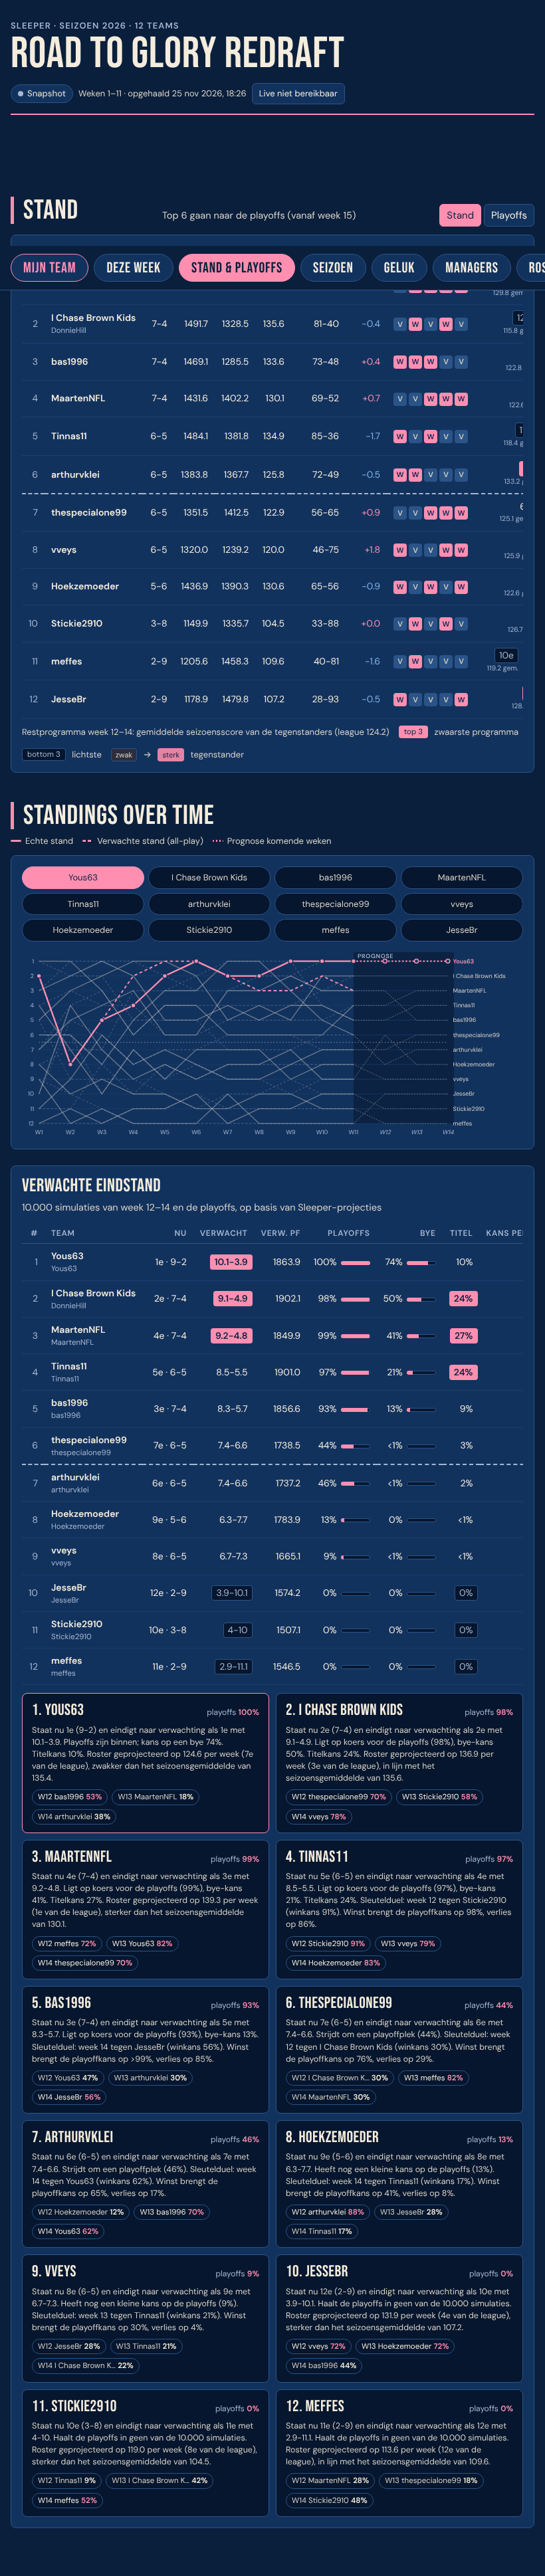 SLEEPER · SEIZOEN 2026 · 12 TEAMS
ROAD TO GLORY REDRAFT
Snapshot Weken 1–11 · opgehaald 25 nov 2026, 18:26 Live niet bereikbaar
STAND Top 6 gaan naar de playoffs (vanaf week 15) Stand Playoffs
MIJN TEAM DEZE WEEK STAND & PLAYOFFS SEIZOEN GELUK MANAGERS ROS
129.8 gem.
2 I Chase Brown Kids 7-4 1491.7 1328.5 135.6 81-40 -0.4 V W V W V
DonnieHill 115.8 g
3 bas1996 7-4 1469.1 1285.5 133.6 73-48 +0.4 W W W V V
122.8
4 MaartenNFL 7-4 1431.6 1402.2 130.1 69-52 +0.7 V V W W W
122.6
5 Tinnas11 6-5 1484.1 1381.8 134.9 85-36 -1.7 W V W V V
118.4 g
6 arthurvklei 6-5 1383.8 1367.7 125.8 72-49 -0.5 W W V V V
133.2 g
7 thespecialone99 6-5 1351.5 1412.5 122.9 56-65 +0.9 V V W W W
125.1 ge
8 vveys 6-5 1320.0 1239.2 120.0 46-75 +1.8 W V V W W
125.9 g
9 Hoekzemoeder 5-6 1436.9 1390.3 130.6 65-56 -0.9 W V W V W
122.6 g
10 Stickie2910 3-8 1149.9 1335.7 104.5 33-88 +0.0 V W V W V
126.7
11 meffes 2-9 1205.6 1458.3 109.6 40-81 -1.6 V W V V V 10e
119.2 gem.
12 JesseBr 2-9 1178.9 1479.8 107.2 28-93 -0.5 W V V V W
128.
Restprogramma week 12–14: gemiddelde seizoensscore van de tegenstanders (league 124.2) top 3 zwaarste programma
bottom 3 lichtste zwak → sterk tegenstander
STANDINGS OVER TIME
Echte stand Verwachte stand (all-play) Prognose komende weken
Yous63 I Chase Brown Kids bas1996 MaartenNFL
Tinnas11 arthurvklei thespecialone99 vveys
Hoekzemoeder Stickie2910 meffes JesseBr
PROGNOSE
1 Yous63
2 I Chase Brown Kids
3 MaartenNFL
4 Tinnas11
5 bas1996
6 thespecialone99
7 arthurvklei
8 Hoekzemoeder
9 vveys
10 JesseBr
11 Stickie2910
12 meffes
W1 W2 W3 W4 W5 W6 W7 W8 W9 W10 W11 W12 W13 W14
VERWACHTE EINDSTAND
10.000 simulaties van week 12–14 en de playoffs, op basis van Sleeper-projecties
# TEAM NU VERWACHT VERW. PF PLAYOFFS BYE TITEL KANS PE
1 Yous63 1e · 9-2 10.1-3.9 1863.9 100% 74% 10%
Yous63
2 I Chase Brown Kids 2e · 7-4 9.1-4.9 1902.1 98% 50% 24%
DonnieHill
3 MaartenNFL 4e · 7-4 9.2-4.8 1849.9 99% 41% 27%
MaartenNFL
4 Tinnas11 5e · 6-5 8.5-5.5 1901.0 97% 21% 24%
Tinnas11
5 bas1996 3e · 7-4 8.3-5.7 1856.6 93% 13% 9%
bas1996
6 thespecialone99 7e · 6-5 7.4-6.6 1738.5 44% <1% 3%
thespecialone99
7 arthurvklei 6e · 6-5 7.4-6.6 1737.2 46% <1% 2%
arthurvklei
8 Hoekzemoeder 9e · 5-6 6.3-7.7 1783.9 13% 0% <1%
Hoekzemoeder
9 vveys 8e · 6-5 6.7-7.3 1665.1 9% <1% <1%
vveys
10 JesseBr 12e · 2-9 3.9-10.1 1574.2 0% 0% 0%
JesseBr
11 Stickie2910 10e · 3-8 4-10 1507.1 0% 0% 0%
Stickie2910
12 meffes 11e · 2-9 2.9-11.1 1546.5 0% 0% 0%
meffes
1. YOUS63 playoffs 100%
Staat nu 1e (9-2) en eindigt naar verwachting als 1e met
10.1-3.9. Playoffs zijn binnen; kans op een bye 74%.
Titelkans 10%. Roster geprojecteerd op 124.6 per week (7e
van de league), zwakker dan het seizoensgemiddelde van
135.4.
W12 bas1996 53% W13 MaartenNFL 18%
W14 arthurvklei 38%
2. I CHASE BROWN KIDS playoffs 98%
Staat nu 2e (7-4) en eindigt naar verwachting als 2e met
9.1-4.9. Ligt op koers voor de playoffs (98%), bye-kans
50%. Titelkans 24%. Roster geprojecteerd op 136.9 per
week (3e van de league), in lijn met het
seizoensgemiddelde van 135.6.
W12 thespecialone99 70% W13 Stickie2910 58%
W14 vveys 78%
3. MAARTENNFL playoffs 99%
Staat nu 4e (7-4) en eindigt naar verwachting als 3e met
9.2-4.8. Ligt op koers voor de playoffs (99%), bye-kans
41%. Titelkans 27%. Roster geprojecteerd op 139.3 per week
(1e van de league), sterker dan het seizoensgemiddelde
van 130.1.
W12 meffes 72% W13 Yous63 82%
W14 thespecialone99 70%
4. TINNAS11 playoffs 97%
Staat nu 5e (6-5) en eindigt naar verwachting als 4e met
8.5-5.5. Ligt op koers voor de playoffs (97%), bye-kans
21%. Titelkans 24%. Sleutelduel: week 12 tegen Stickie2910
(winkans 91%). Winst brengt de playoffkans op 98%, verlies
op 86%.
W12 Stickie2910 91% W13 vveys 79%
W14 Hoekzemoeder 83%
5. BAS1996 playoffs 93%
Staat nu 3e (7-4) en eindigt naar verwachting als 5e met
8.3-5.7. Ligt op koers voor de playoffs (93%), bye-kans 13%.
Sleutelduel: week 14 tegen JesseBr (winkans 56%). Winst
brengt de playoffkans op >99%, verlies op 85%.
W12 Yous63 47% W13 arthurvklei 30%
W14 JesseBr 56%
6. THESPECIALONE99 playoffs 44%
Staat nu 7e (6-5) en eindigt naar verwachting als 6e met
7.4-6.6. Strijdt om een playoffplek (44%). Sleutelduel: week
12 tegen I Chase Brown Kids (winkans 30%). Winst brengt
de playoffkans op 76%, verlies op 29%.
W12 I Chase Brown K… 30% W13 meffes 82%
W14 MaartenNFL 30%
7. ARTHURVKLEI playoffs 46%
Staat nu 6e (6-5) en eindigt naar verwachting als 7e met
7.4-6.6. Strijdt om een playoffplek (46%). Sleutelduel: week
14 tegen Yous63 (winkans 62%). Winst brengt de
playoffkans op 65%, verlies op 17%.
W12 Hoekzemoeder 12% W13 bas1996 70%
W14 Yous63 62%
8. HOEKZEMOEDER playoffs 13%
Staat nu 9e (5-6) en eindigt naar verwachting als 8e met
6.3-7.7. Heeft nog een kleine kans op de playoffs (13%).
Sleutelduel: week 14 tegen Tinnas11 (winkans 17%). Winst
brengt de playoffkans op 41%, verlies op 8%.
W12 arthurvklei 88% W13 JesseBr 28%
W14 Tinnas11 17%
9. VVEYS playoffs 9%
Staat nu 8e (6-5) en eindigt naar verwachting als 9e met
6.7-7.3. Heeft nog een kleine kans op de playoffs (9%).
Sleutelduel: week 13 tegen Tinnas11 (winkans 21%). Winst
brengt de playoffkans op 30%, verlies op 4%.
W12 JesseBr 28% W13 Tinnas11 21%
W14 I Chase Brown K… 22%
10. JESSEBR playoffs 0%
Staat nu 12e (2-9) en eindigt naar verwachting als 10e met
3.9-10.1. Haalt de playoffs in geen van de 10.000 simulaties.
Roster geprojecteerd op 131.9 per week (4e van de league),
sterker dan het seizoensgemiddelde van 107.2.
W12 vveys 72% W13 Hoekzemoeder 72%
W14 bas1996 44%
11. STICKIE2910 playoffs 0%
Staat nu 10e (3-8) en eindigt naar verwachting als 11e met
4-10. Haalt de playoffs in geen van de 10.000 simulaties.
Roster geprojecteerd op 119.0 per week (8e van de league),
sterker dan het seizoensgemiddelde van 104.5.
W12 Tinnas11 9% W13 I Chase Brown K… 42%
W14 meffes 52%
12. MEFFES playoffs 0%
Staat nu 11e (2-9) en eindigt naar verwachting als 12e met
2.9-11.1. Haalt de playoffs in geen van de 10.000 simulaties.
Roster geprojecteerd op 113.6 per week (12e van de
league), in lijn met het seizoensgemiddelde van 109.6.
W12 MaartenNFL 28% W13 thespecialone99 18%
W14 Stickie2910 48%